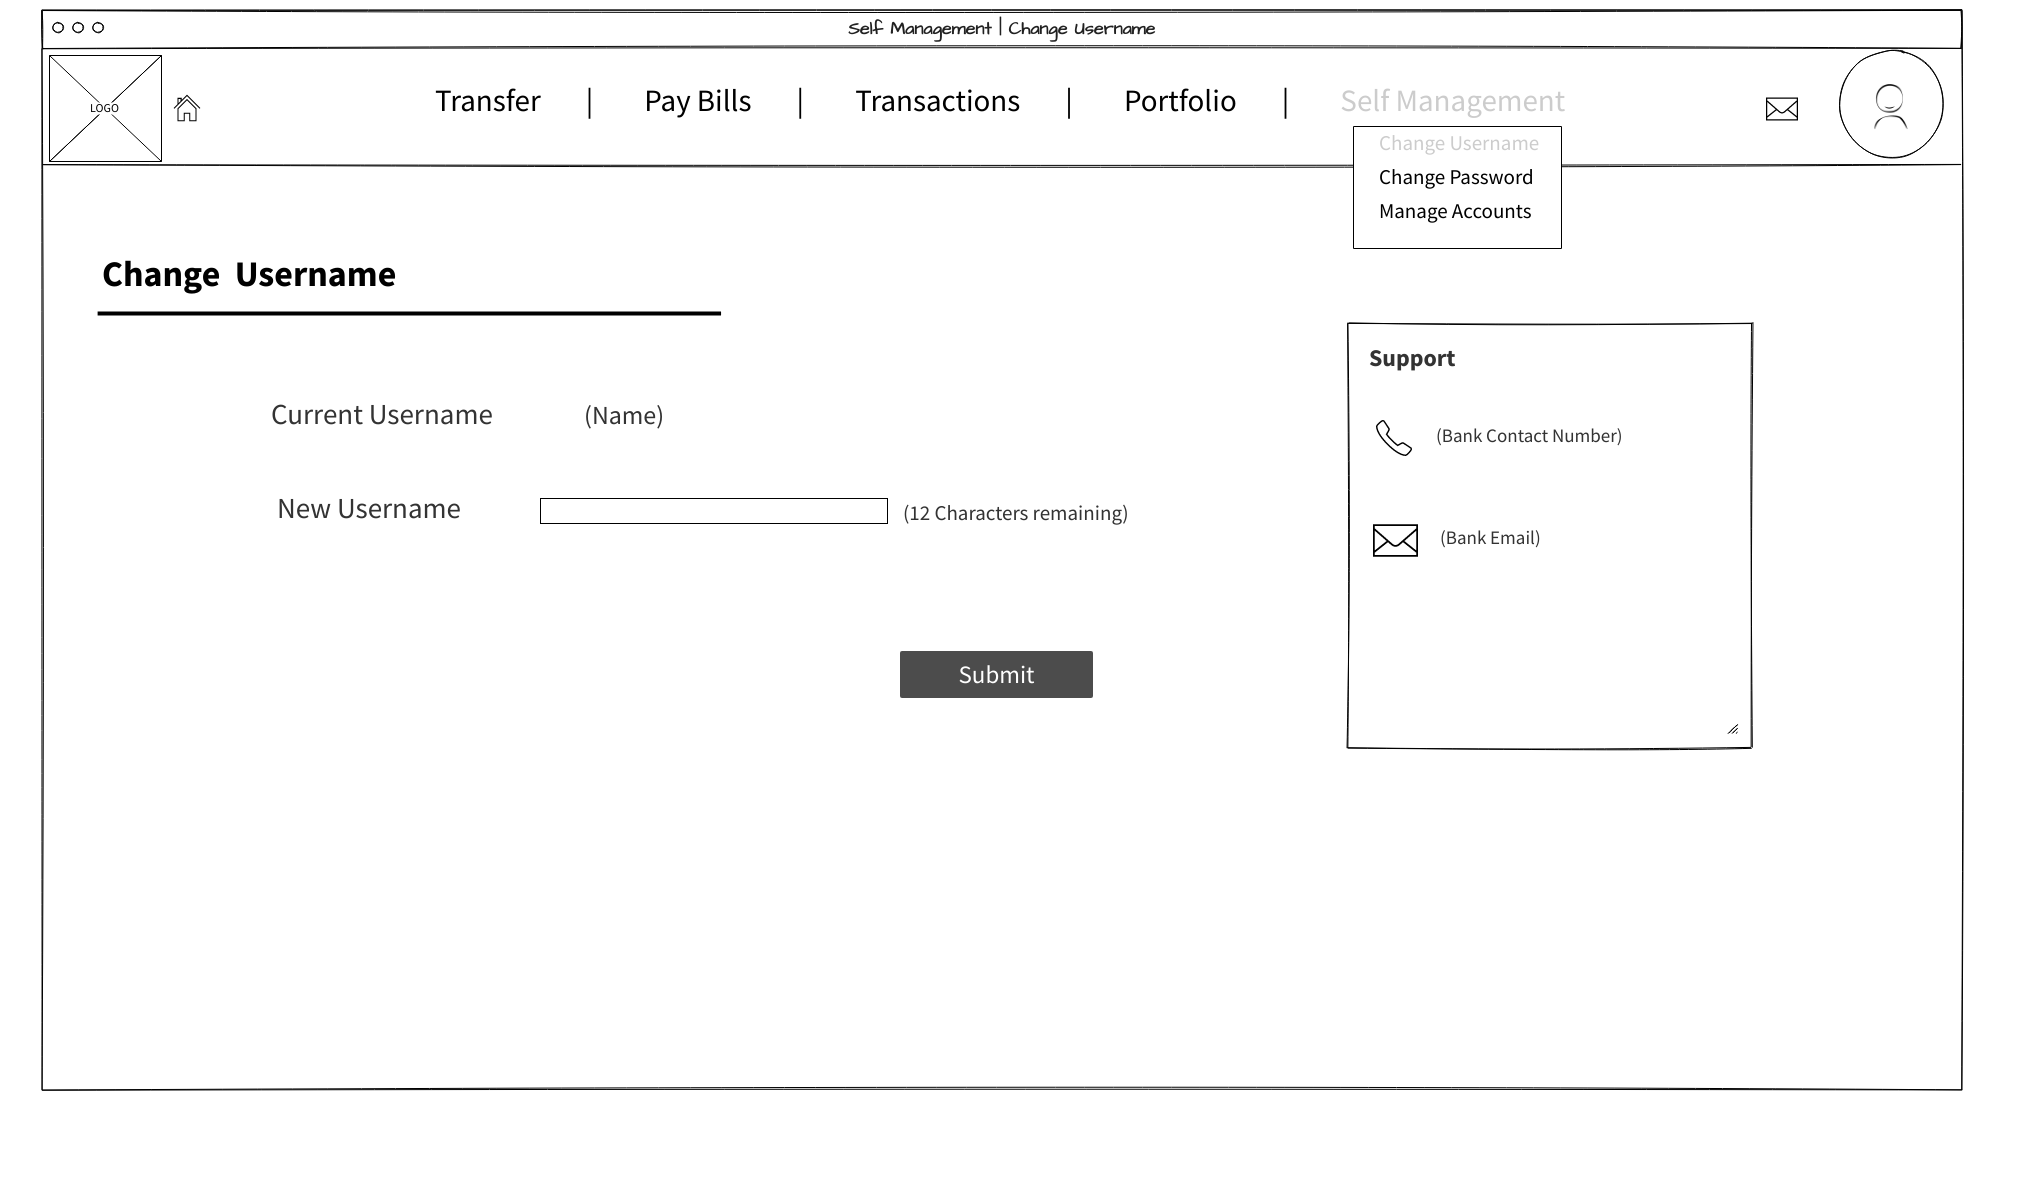 Self Management | Change Username
LOGO
Transfer | Pay Bills | Transactions | Portfolio | Self Management
Change Username
Change Password
Manage Accounts
Change Username
Current Username (Name)
New Username (12 Characters remaining)
Submit
Support
(Bank Contact Number)
(Bank Email)